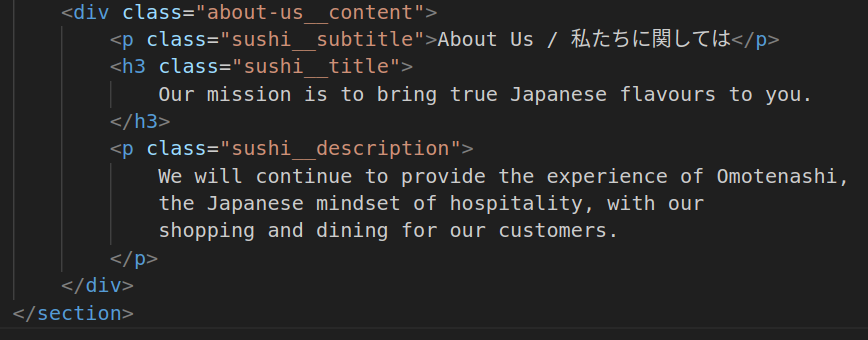 <div class="about-us__content">
<p class="sushi__subtitle">About Us / 私たちに関しては</p>
<h3 class="sushi__title">
Our mission is to bring true Japanese flavours to you.
</h3>
<p class="sushi__description">
We will continue to provide the experience of Omotenashi,
the Japanese mindset of hospitality, with our
shopping and dining for our customers.
</p>
</div>
</section>